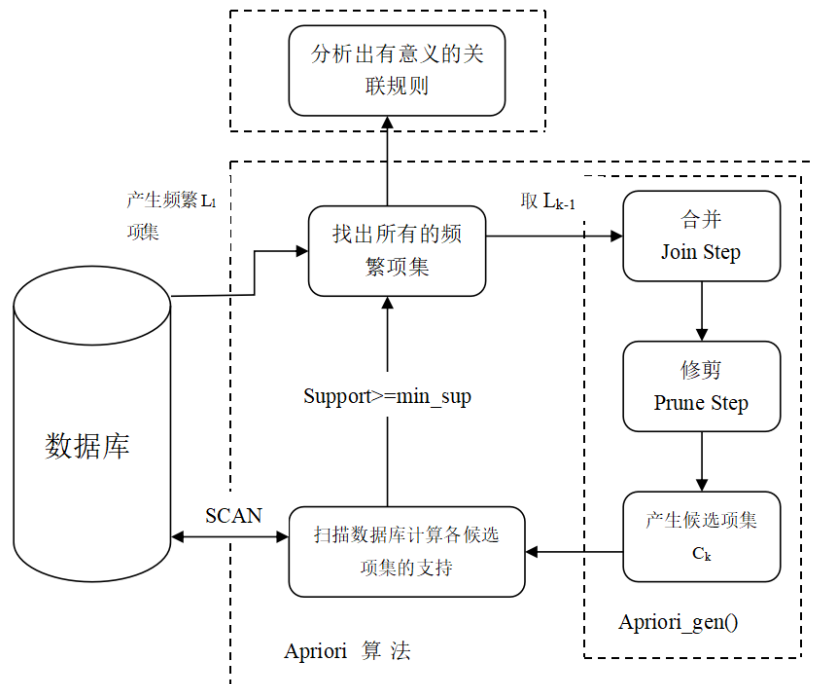 分析出有意义的关
联规则
产生频繁 L₁
项集
找出所有的频
繁项集
取 Lk-1
合并
Join Step
修剪
Prune Step
Support>=min_sup
数据库
SCAN
扫描数据库计算各候选
项集的支持
产生候选项集
Ck
Apriori_gen()
Apriori 算 法